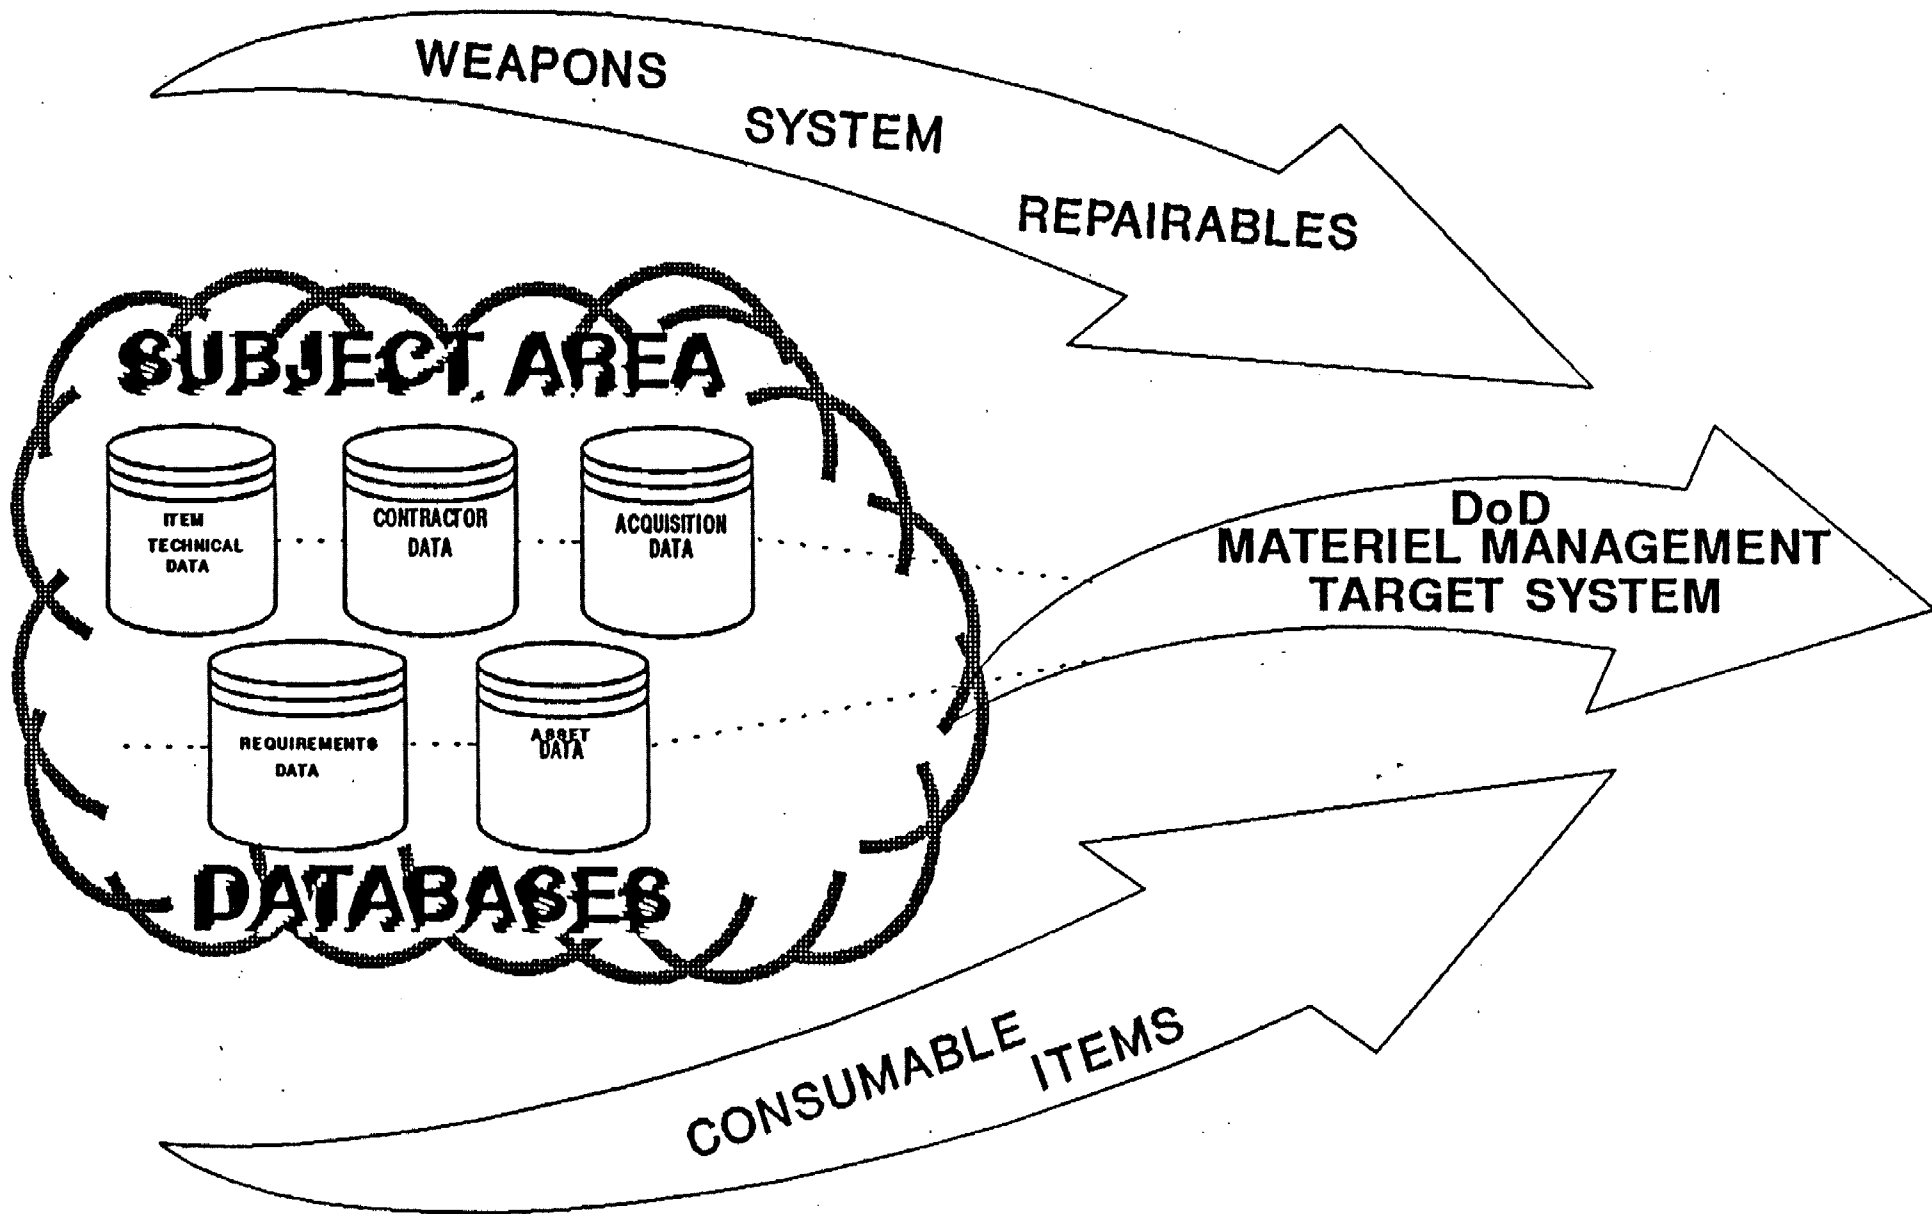 WEAPONS
SYSTEM
REPAIRABLES
SUBJECT AREA
ITEM
TECHNICAL
DATA
CONTRACTOR
DATA
ACQUISITION
DATA
REQUIREMENTS
DATA
ASSET
DATA
DATABASES
DoD
MATERIEL MANAGEMENT
TARGET SYSTEM
CONSUMABLE
ITEMS